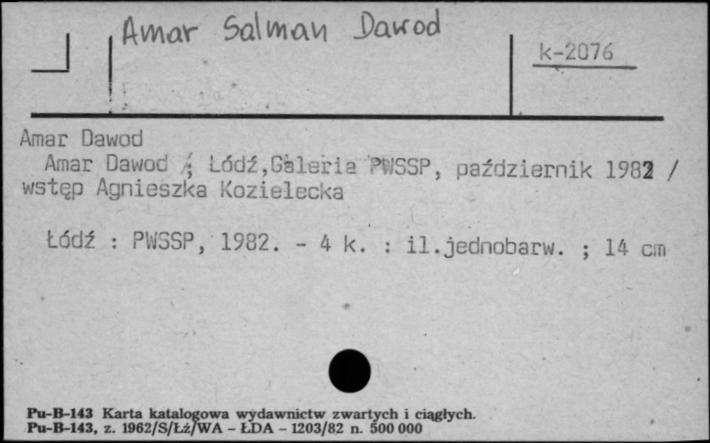 Amar Salman Dawod
k-2076
Amar Dawod
Amar Dawod ; Łódź,Galeria PWSSP, październik 1982 /
wstęp Agnieszka Kozielecka
Łódź : PWSSP, 1982. - 4 k. : il.jednobarw. ; 14 cm
Pu-B-143 Karta katalogowa wydawnictw zwartych i ciągłych.
Pu-B-143, z. 1962/S/Łź/WA - ŁDA - 1203/82 n. 500 000